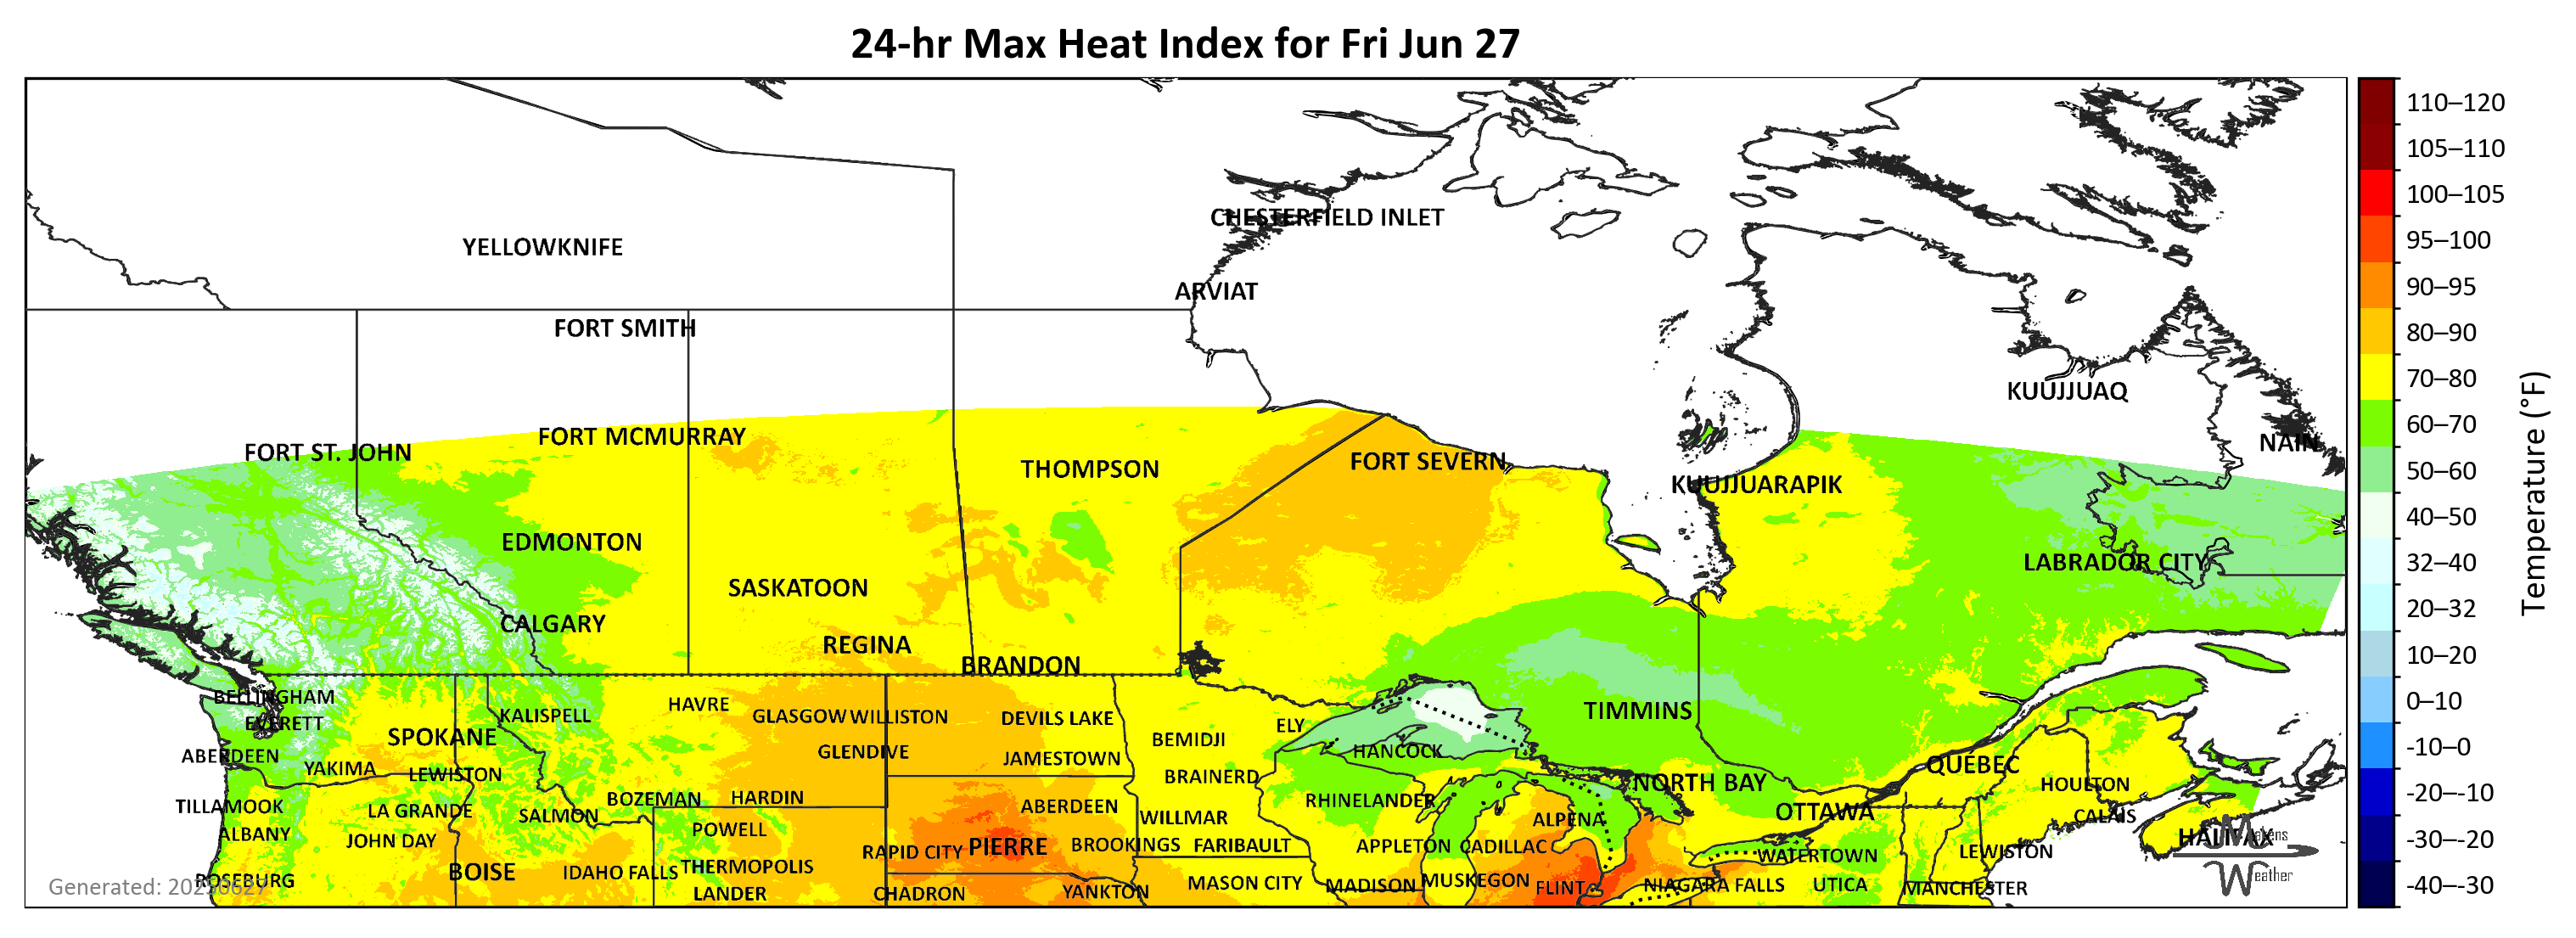 24-hr Max Heat Index for Fri Jun 27
CHESTERFIELD INLET
YELLOWKNIFE
ARVIAT
FORT SMITH
KUUJJUAQ
FORT MCMURRAY
NAIN
FORT ST. JOHN
FORT SEVERN
THOMPSON
KUUJJUARAPIK
EDMONTON
LABRADOR CITY
SASKATOON
CALGARY
REGINA
BRANDON
BELLINGHAM
HAVRE
TIMMINS
KALISPELL
GLASGOW
WILLISTON
DEVILS LAKE
EVERETT
ELY
SPOKANE
BEMIDJI
GLENDIVE
HANCOCK
ABERDEEN
JAMESTOWN
QUÉBEC
YAKIMA
LEWISTON
BRAINERD
NORTH BAY
HOULTON
BOZEMAN
HARDIN
RHINELANDER
TILLAMOOK
LA GRANDE
ABERDEEN
SALMON
OTTAWA
CALAIS
WILLMAR
ALPENA
POWELL
ALBANY
HALIFAX
JOHN DAY
PIERRE
BROOKINGS
FARIBAULT
APPLETON
CADILLAC
RAPID CITY
LEWISTON
WATERTOWN
THERMOPOLIS
BOISE
IDAHO FALLS
ROSEBURG
MUSKEGON
MASON CITY
MADISON
FLINT
NIAGARA FALLS
UTICA
MANCHESTER
LANDER
CHADRON
YANKTON
Generated: 20250627
Makens
Weather
110–120
105–110
100–105
95–100
90–95
80–90
70–80
60–70
50–60
40–50
32–40
20–32
10–20
0–10
-10–0
-20–-10
-30–-20
-40–-30
Temperature (°F)